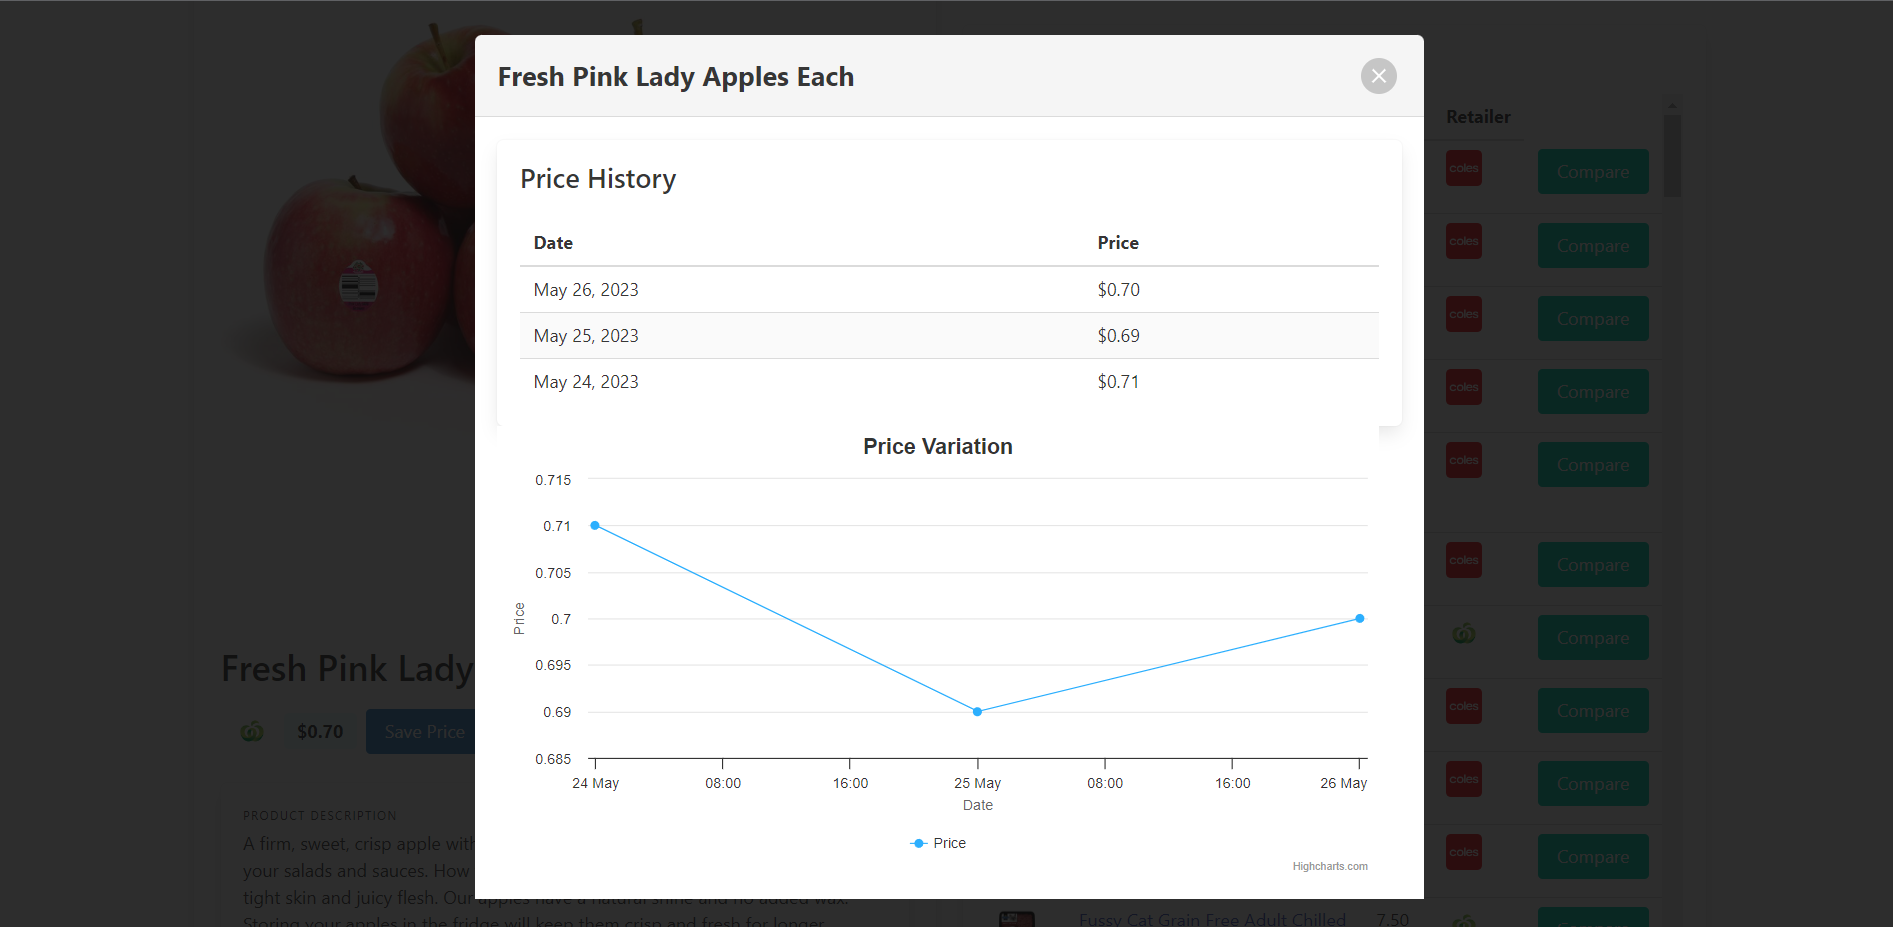 Fresh Pink Lady Apples Each
Price History
Date Price
May 26, 2023 $0.70
May 25, 2023 $0.69
May 24, 2023 $0.71
Price Variation
0.715
0.71
0.705
0.7
0.695
0.69
0.685
Price
24 May 08:00 16:00 25 May 08:00 16:00 26 May
Date
Price
Highcharts.com
Fresh Pink Lady
$0.70 Save Price
PRODUCT DESCRIPTION
A firm, sweet, crisp apple with
your salads and sauces. How
tight skin and juicy flesh. Our apples have a natural shine and no added wax.
Storing your apples in the fridge will keep them crisp and fresh for longer
Retailer
coles Compare
coles Compare
coles Compare
coles Compare
coles Compare
coles Compare
Compare
coles Compare
coles Compare
coles Compare
Fussy Cat Grain Free Adult Chilled 7.50 Compare